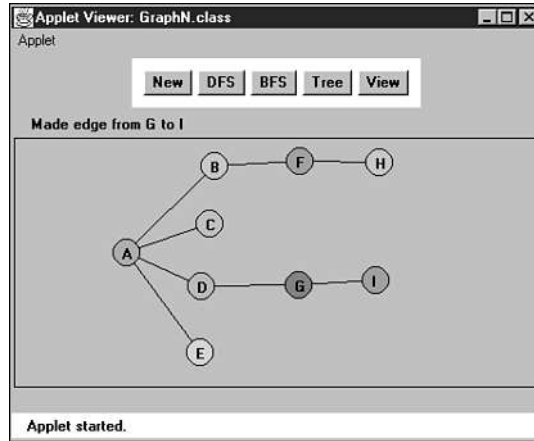 Applet Viewer: GraphN.class
Applet
New DFS BFS Tree View
Made edge from G to I
B F H
C
A
D G I
E
Applet started.